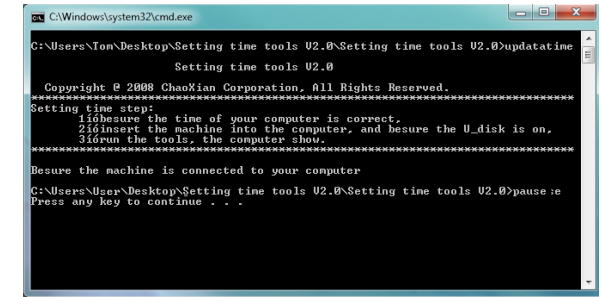 C:\Windows\system32\cmd.exe
C:\Users\Tom\Desktop\Setting time tools V2.0\Setting time tools V2.0>updatatime
Setting time tools V2.0
Copyright @ 2008 ChaoXian Corporation, All Rights Reserved.
*******************************************************************************
Setting time step:
1íóbesure the time of your computer is correct,
2íóinsert the machine into the computer, and besure the U_disk is on,
3íórun the tools, the computer show.
*******************************************************************************
Besure the machine is connected to your computer
C:\Users\User\Desktop\Setting time tools V2.0\Setting time tools V2.0>pause :e
Press any key to continue . . .